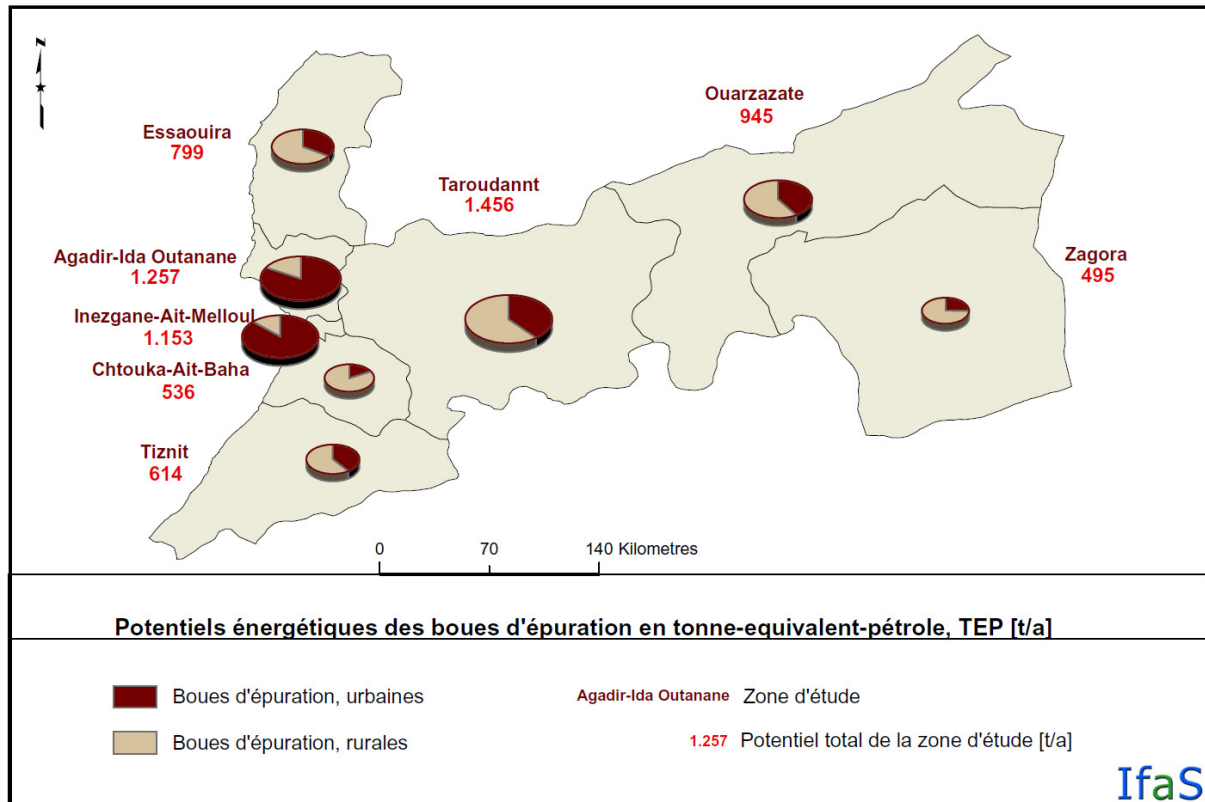 Z
Ouarzazate
945
Essaouira
799
Taroudannt
1.456
Agadir-Ida Outanane
1.257
Zagora
495
Inezgane-Ait-Melloul
1.153
Chtouka-Ait-Baha
536
Tiznit
614
0 70 140 Kilometres
Potentiels énergétiques des boues d'épuration en tonne-equivalent-pétrole, TEP [t/a]
Boues d'épuration, urbaines
Agadir-Ida Outanane Zone d'étude
Boues d'épuration, rurales
1.257 Potentiel total de la zone d'étude [t/a]
IfaS